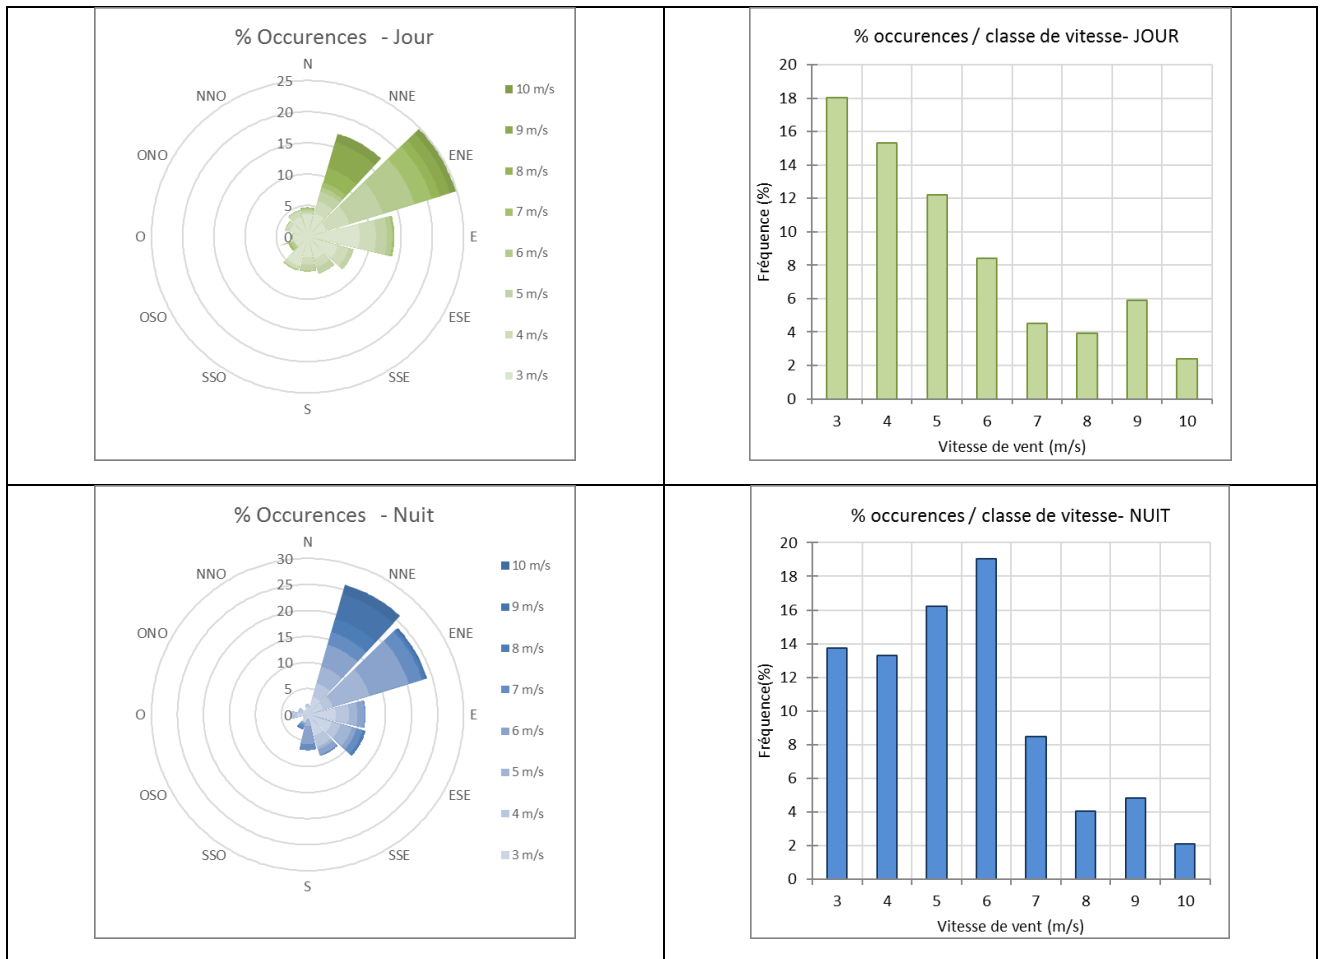 % Occurences - Jour
N
NNE
ENE
E
ESE
SSE
S
SSO
OSO
O
ONO
NNO
25
20
15
10
5
0
10 m/s
9 m/s
8 m/s
7 m/s
6 m/s
5 m/s
4 m/s
3 m/s
% occurences / classe de vitesse- JOUR
Fréquence (%)
20
18
16
14
12
10
8
6
4
2
0
3 4 5 6 7 8 9 10
Vitesse de vent (m/s)
% Occurences - Nuit
N
NNE
ENE
E
ESE
SSE
S
SSO
OSO
O
ONO
NNO
30
25
20
15
10
5
0
10 m/s
9 m/s
8 m/s
7 m/s
6 m/s
5 m/s
4 m/s
3 m/s
% occurences / classe de vitesse- NUIT
Fréquence(%)
20
18
16
14
12
10
8
6
4
2
0
3 4 5 6 7 8 9 10
Vitesse de vent (m/s)